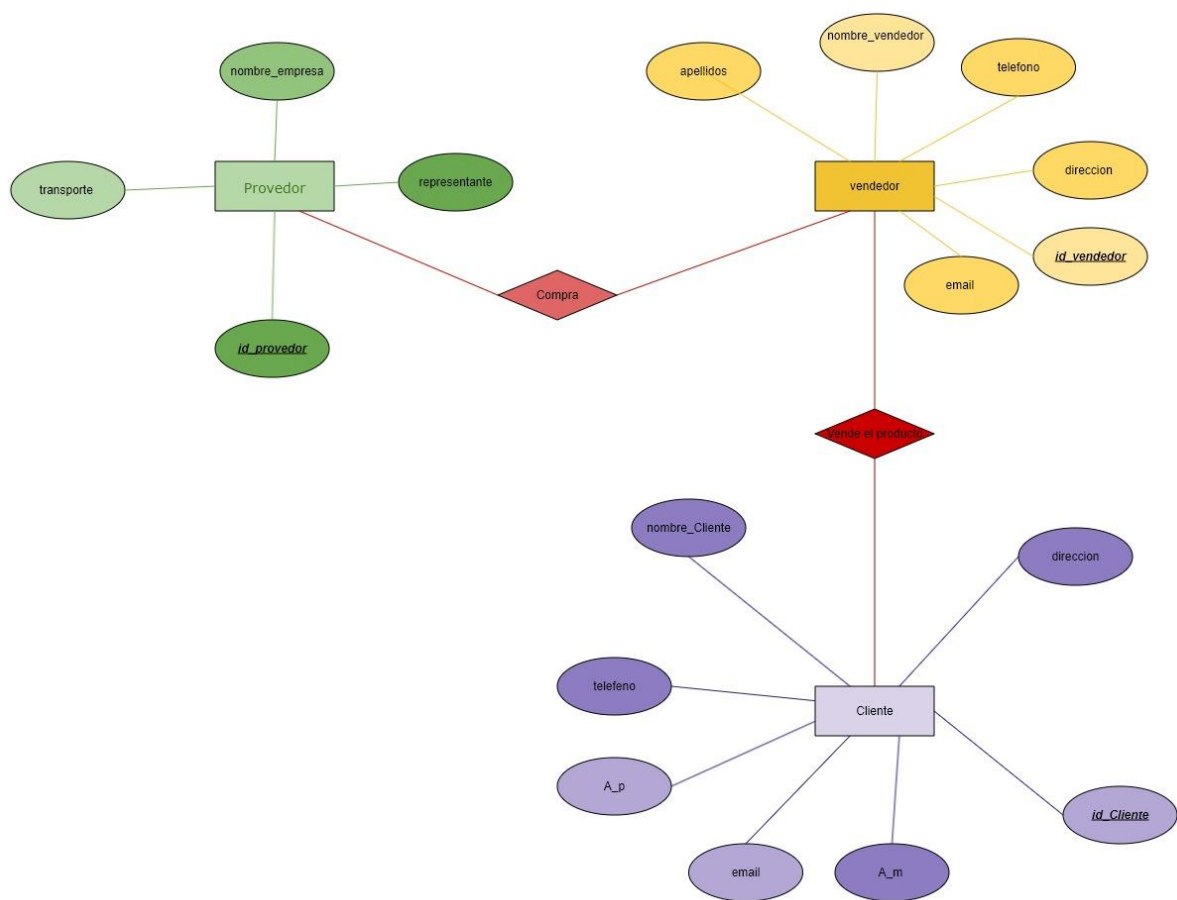 nombre_vendedor
nombre_empresa
apellidos
telefono
transporte
Provedor
representante
vendedor
direccion
id_vendedor
email
Compra
id_provedor
Vende el producto
nombre_Cliente
direccion
telefeno
Cliente
A_p
id_Cliente
email
A_m